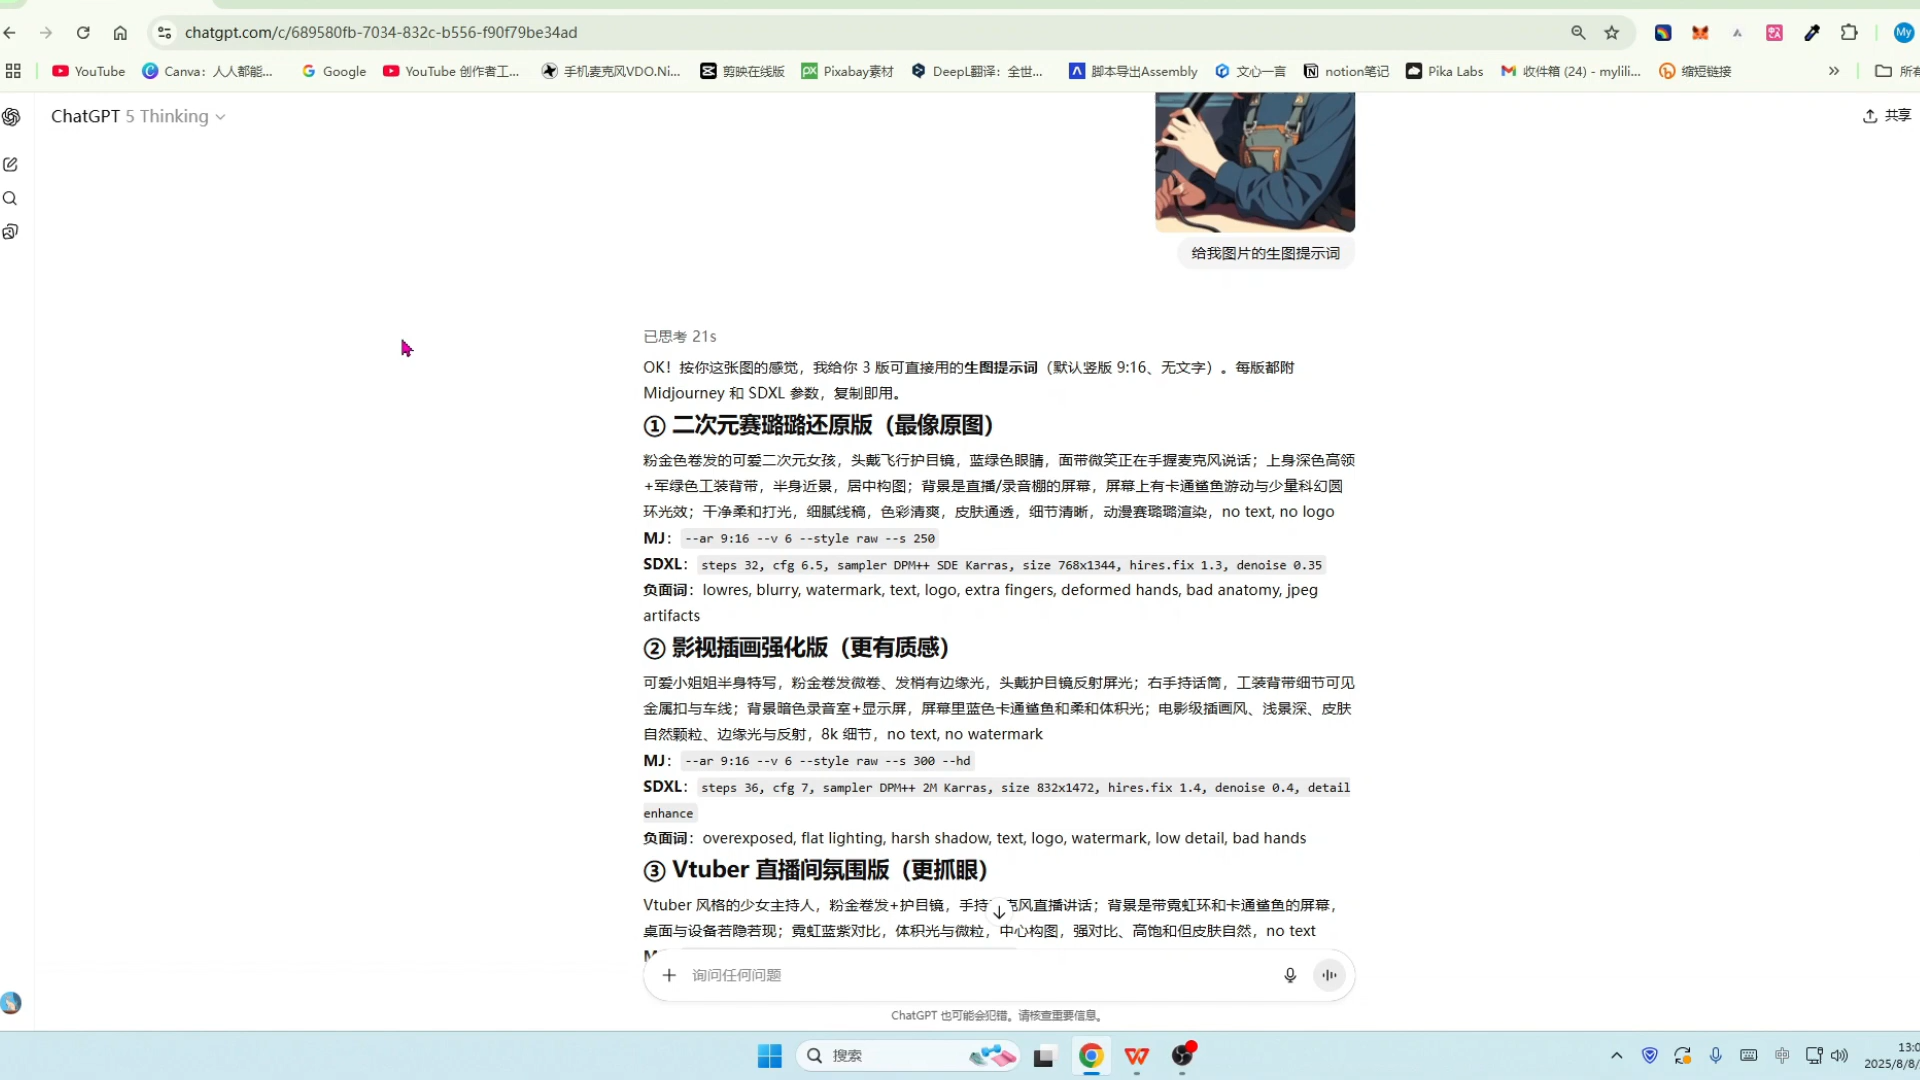 chatgpt.com/c/689580fb-7034-832c-b556-f90f79be34ad
My
YouTube
Canva：人人都能...
Google
YouTube 创作者工...
手机麦克风VDO.Ni...
剪映在线版
Pixabay素材
DeepL翻译：全世...
脚本导出Assembly
文心一言
notion笔记
Pika Labs
收件箱 (24) - mylili...
缩短链接
所有
ChatGPT 5 Thinking
共享
给我图片的生图提示词
已思考 21s
OK！按你这张图的感觉，我给你 3 版可直接用的生图提示词（默认竖版 9:16、无文字）。每版都附
Midjourney 和 SDXL 参数，复制即用。
① 二次元赛璐璐还原版（最像原图）
粉金色卷发的可爱二次元女孩，头戴飞行护目镜，蓝绿色眼睛，面带微笑正在手握麦克风说话；上身深色高领
+军绿色工装背带，半身近景，居中构图；背景是直播/录音棚的屏幕，屏幕上有卡通鲨鱼游动与少量科幻圆
环光效；干净柔和打光，细腻线稿，色彩清爽，皮肤通透，细节清晰，动漫赛璐璐渲染，no text, no logo
MJ： --ar 9:16 --v 6 --style raw --s 250
SDXL： steps 32, cfg 6.5, sampler DPM++ SDE Karras, size 768x1344, hires.fix 1.3, denoise 0.35
负面词：lowres, blurry, watermark, text, logo, extra fingers, deformed hands, bad anatomy, jpeg
artifacts
② 影视插画强化版（更有质感）
可爱小姐姐半身特写，粉金卷发微卷、发梢有边缘光，头戴护目镜反射屏光；右手持话筒，工装背带细节可见
金属扣与车线；背景暗色录音室+显示屏，屏幕里蓝色卡通鲨鱼和柔和体积光；电影级插画风、浅景深、皮肤
自然颗粒、边缘光与反射，8k 细节，no text, no watermark
MJ： --ar 9:16 --v 6 --style raw --s 300 --hd
SDXL： steps 36, cfg 7, sampler DPM++ 2M Karras, size 832x1472, hires.fix 1.4, denoise 0.4, detail
enhance
负面词：overexposed, flat lighting, harsh shadow, text, logo, watermark, low detail, bad hands
③ Vtuber 直播间氛围版（更抓眼）
Vtuber 风格的少女主持人，粉金卷发+护目镜，手持 克风直播讲话；背景是带霓虹环和卡通鲨鱼的屏幕，
桌面与设备若隐若现；霓虹蓝紫对比，体积光与微粒，中心构图，强对比、高饱和但皮肤自然，no text
询问任何问题
ChatGPT 也可能会犯错。请核查重要信息。
搜索
中
13:0
2025/8/8/